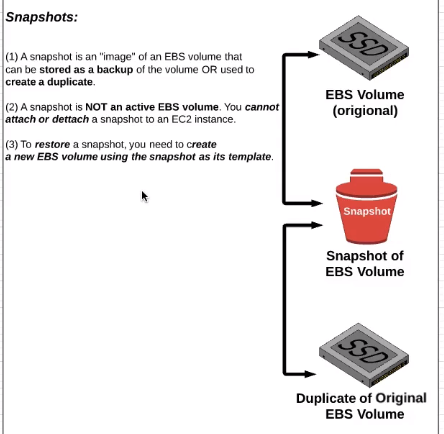 Snapshots:
(1) A snapshot is an "image" of an EBS volume that
can be stored as a backup of the volume OR used to
create a duplicate.
(2) A snapshot is NOT an active EBS volume. You cannot
attach or dettach a snapshot to an EC2 instance.
(3) To restore a snapshot, you need to create
a new EBS volume using the snapshot as its template.
SSD
EBS Volume
(origional)
Snapshot
Snapshot of
EBS Volume
SSD
Duplicate of Original
EBS Volume